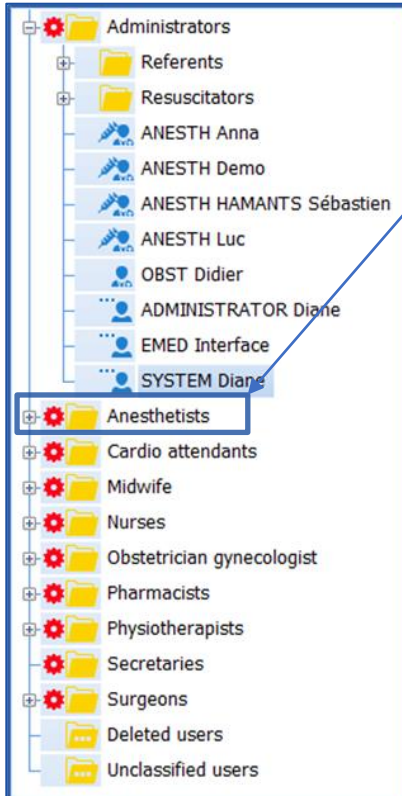 Administrators
Referents
Resuscitators
ANESTH Anna
ANESTH Demo
ANESTH HAMANTS Sébastien
ANESTH Luc
OBST Didier
ADMINISTRATOR Diane
EMED Interface
SYSTEM Diane
Anesthetists
Cardio attendants
Midwife
Nurses
Obstetrician gynecologist
Pharmacists
Physiotherapists
Secretaries
Surgeons
Deleted users
Unclassified users